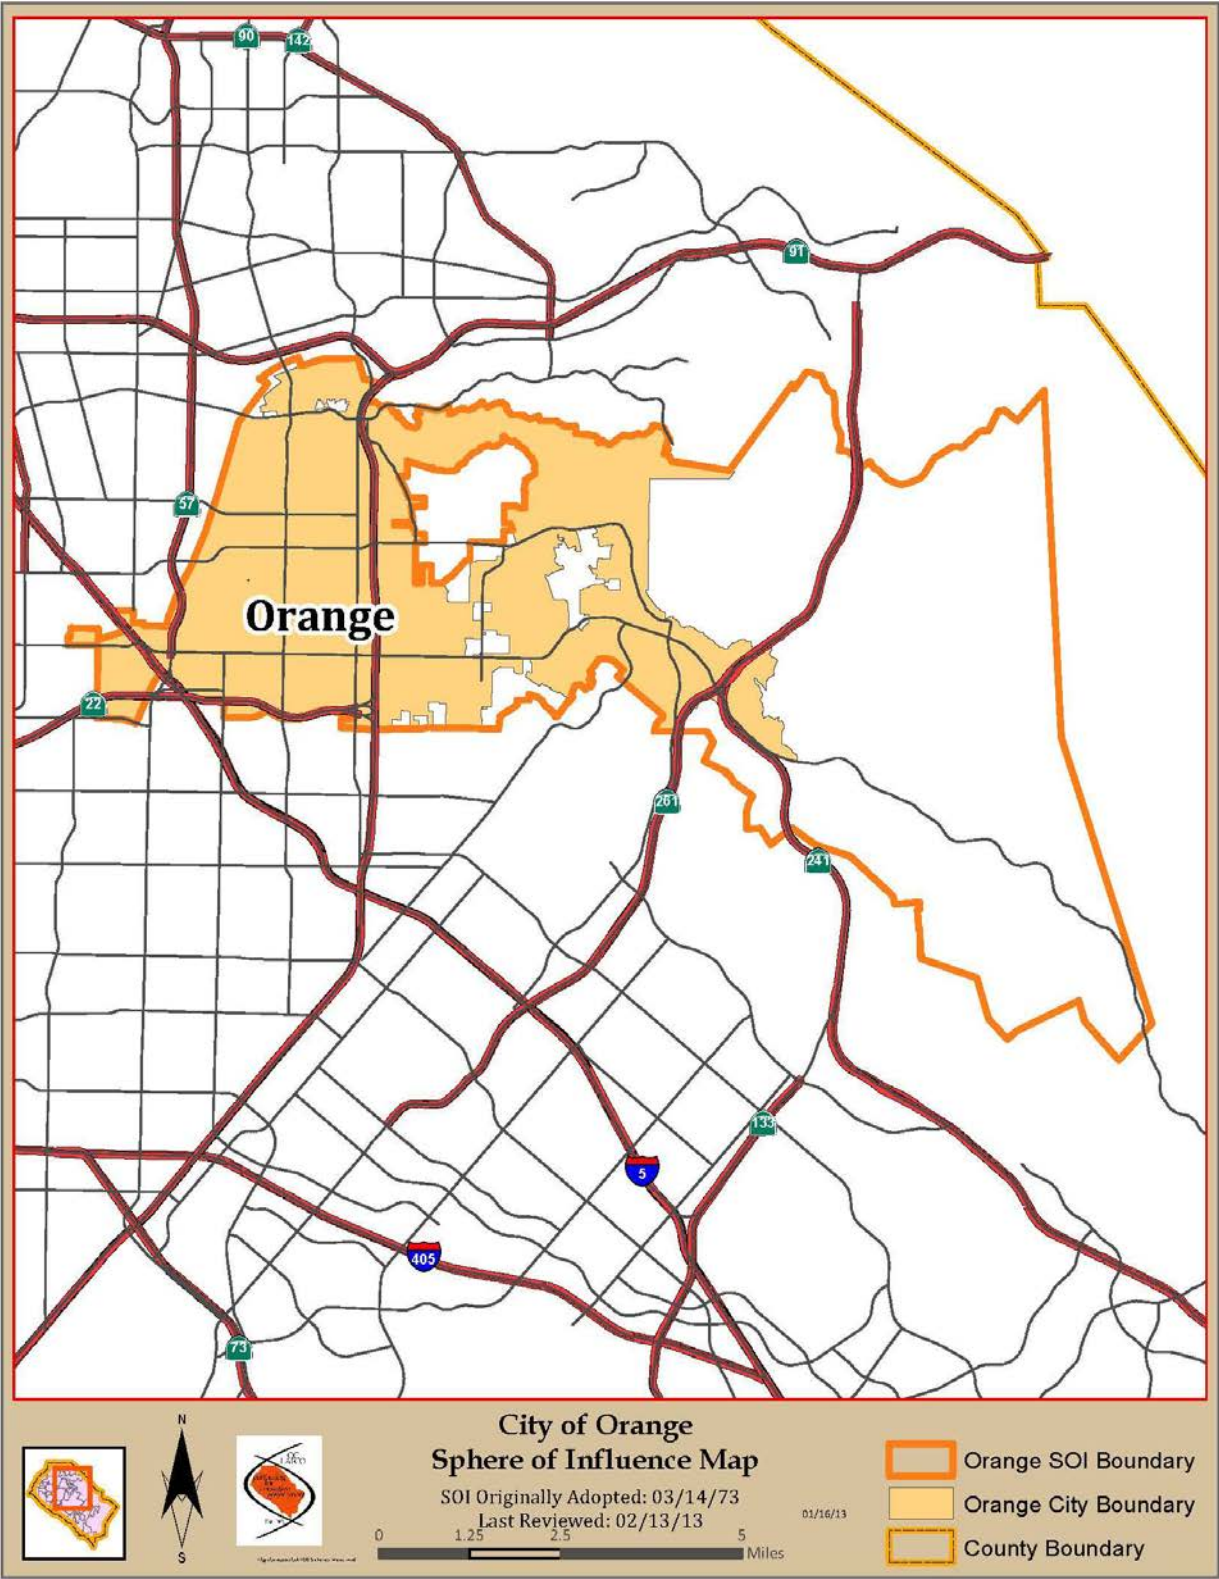 90
142
91
57
Orange
22
261
241
133
5
405
73
N
S
OC
LAFCO
City of Orange
Sphere of Influence Map
SOI Originally Adopted: 03/14/73
Last Reviewed: 02/13/13
01/16/13
0 1.25 2.5 5
Miles
Orange SOI Boundary
Orange City Boundary
County Boundary